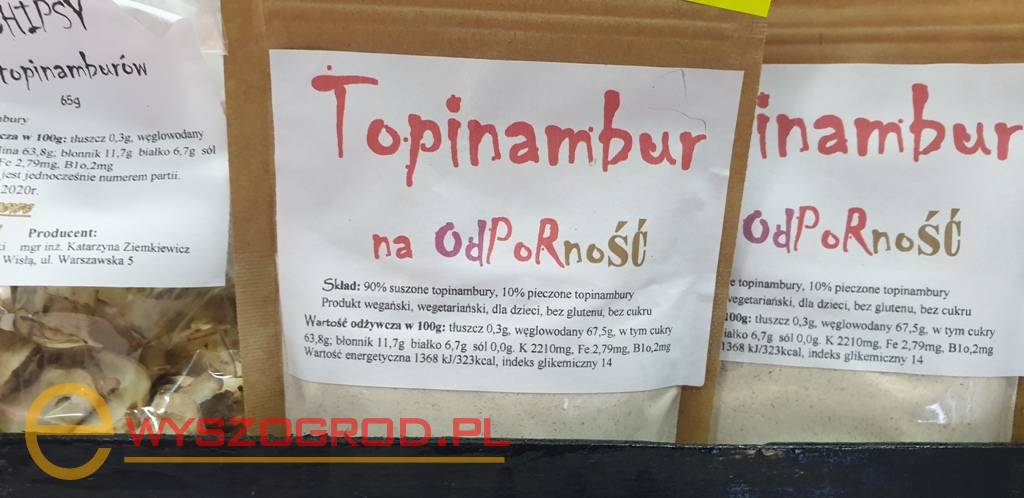 HIPSY
topinamburów
65g
bury
cza w 100g: tłuszcz 0,3g, węglowodany
lina 63,8g; błonnik 11,7g białko 6,7g sól
Fe 2,79mg, B1o,2mg
jest jednocześnie numerem partii.
2020r.
Producent:
ki mgr inż. Katarzyna Ziemkiewicz
Wisłą, ul. Warszawska 5
Topinambur
na OdPoRnoŚĆ
Skład: 90% suszone topinambury, 10% pieczone topinambury
Produkt wegański, wegetariański, dla dzieci, bez glutenu, bez cukru
Wartość odżywcza w 100g: tłuszcz 0,3g, węglowodany 67,5g, w tym cukry
63,8g; błonnik 11,7g białko 6,7g sól 0,0g. K 2210mg, Fe 2,79mg, B1o,2mg
Wartość energetyczna 1368 kJ/323kcal, indeks glikemiczny 14
inambur
OdPoRnoŚĆ
e topinambury, 10% pieczone topinambury
wegetariański, dla dzieci, bez glutenu, bez cukru
100g: tłuszcz 0,3g, węglowodany 67,5g, w tym cukry
iałko 6,7g sól 0,0g. K 2210mg, Fe 2,79mg, B1o,2mg
1368 kJ/323kcal, indeks glikemiczny 14
e WYSZOGROD.PL